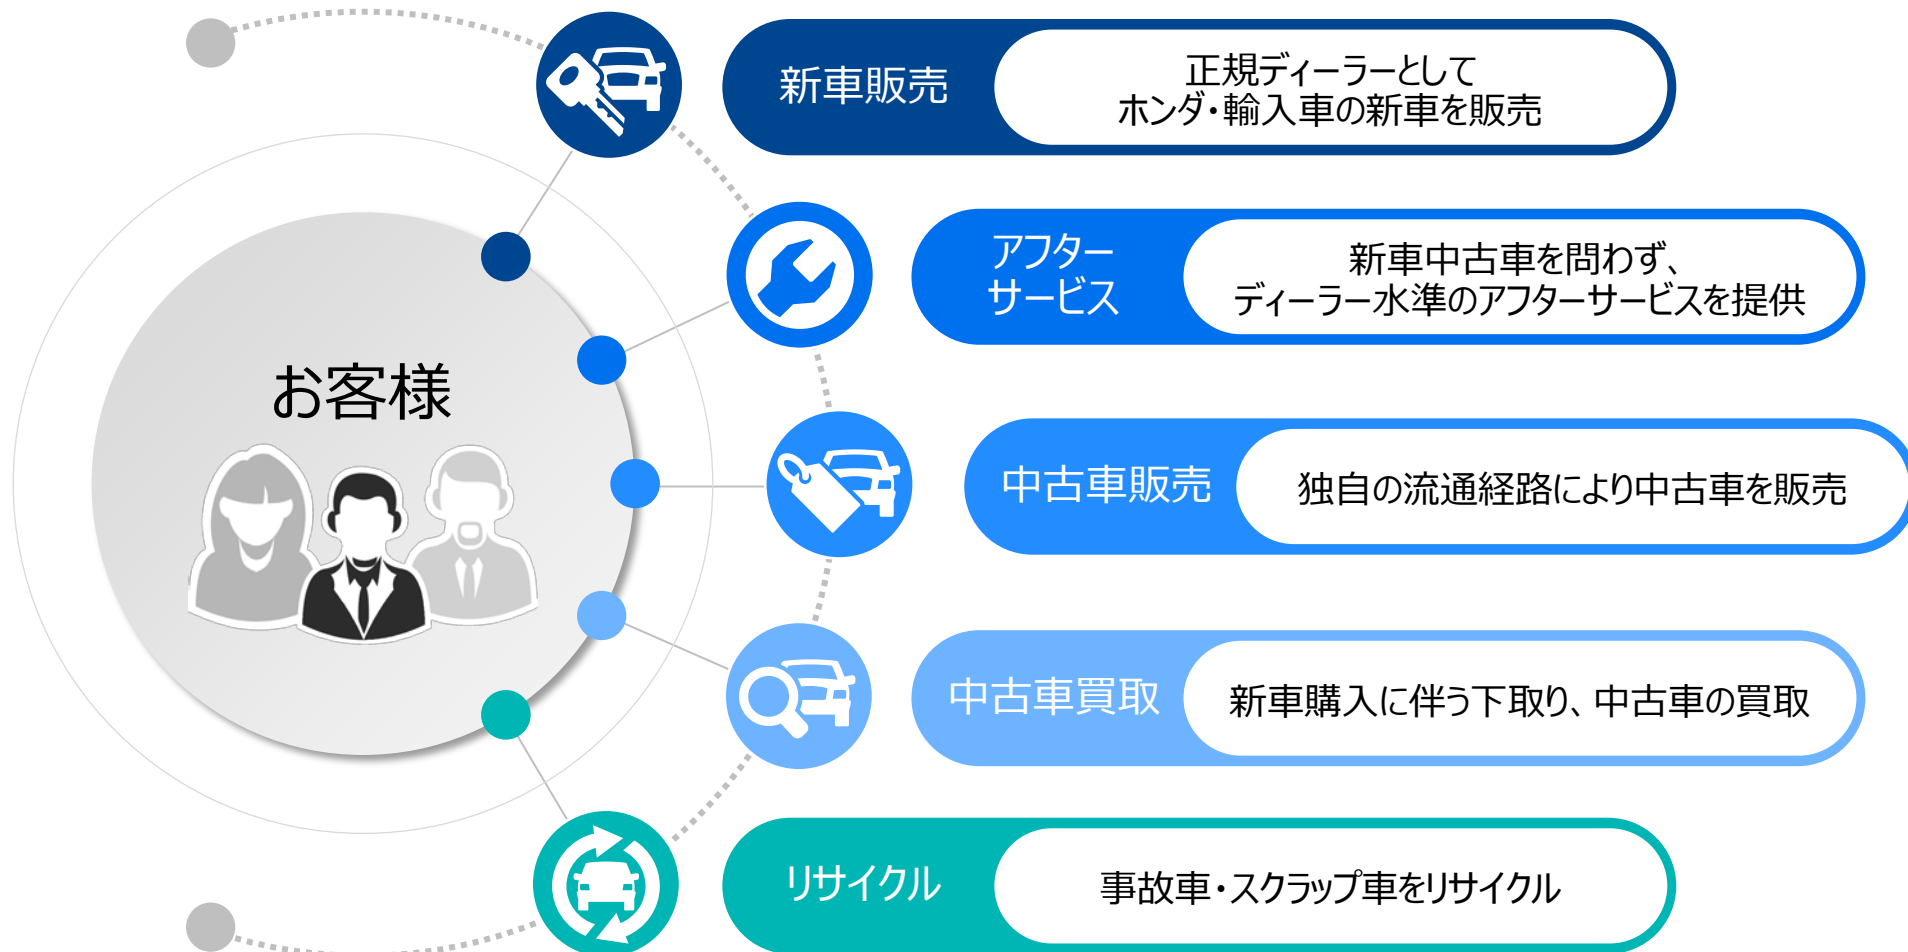 お客様
新車販売
正規ディーラーとして
ホンダ・輸入車の新車を販売
アフター
サービス
新車中古車を問わず、
ディーラー水準のアフターサービスを提供
中古車販売
独自の流通経路により中古車を販売
中古車買取
新車購入に伴う下取り、中古車の買取
リサイクル
事故車・スクラップ車をリサイクル